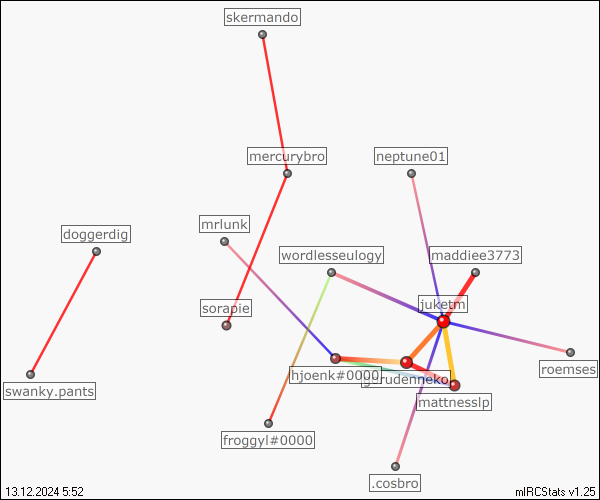 skermando
mercurybro
neptune01
mrlunk
doggerdig
wordlesseulogy
maddiee3773
juketm
sorapie
roemses
hjoenk#0000
swanky.pants
mattnesslp
froggyl#0000
.cosbro
13.12.2024 5:52
mIRCStats v1.25